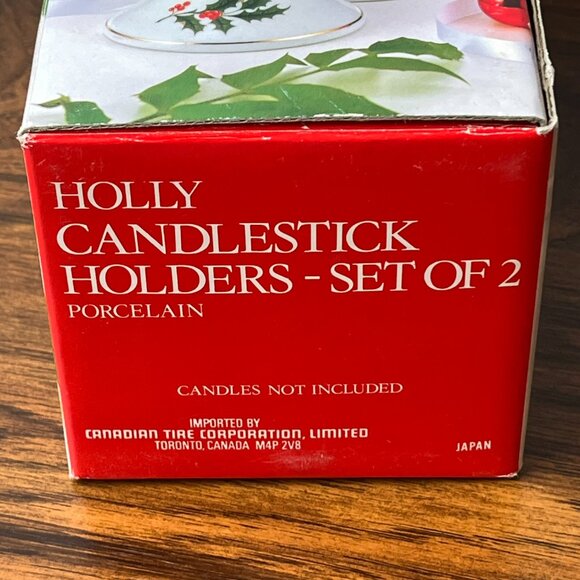 HOLLY
CANDLESTICK
HOLDERS - SET OF 2
PORCELAIN
CANDLES NOT INCLUDED
IMPORTED BY
CANADIAN TIRE CORPORATION, LIMITED
TORONTO, CANADA M4P 2V8
JAPAN